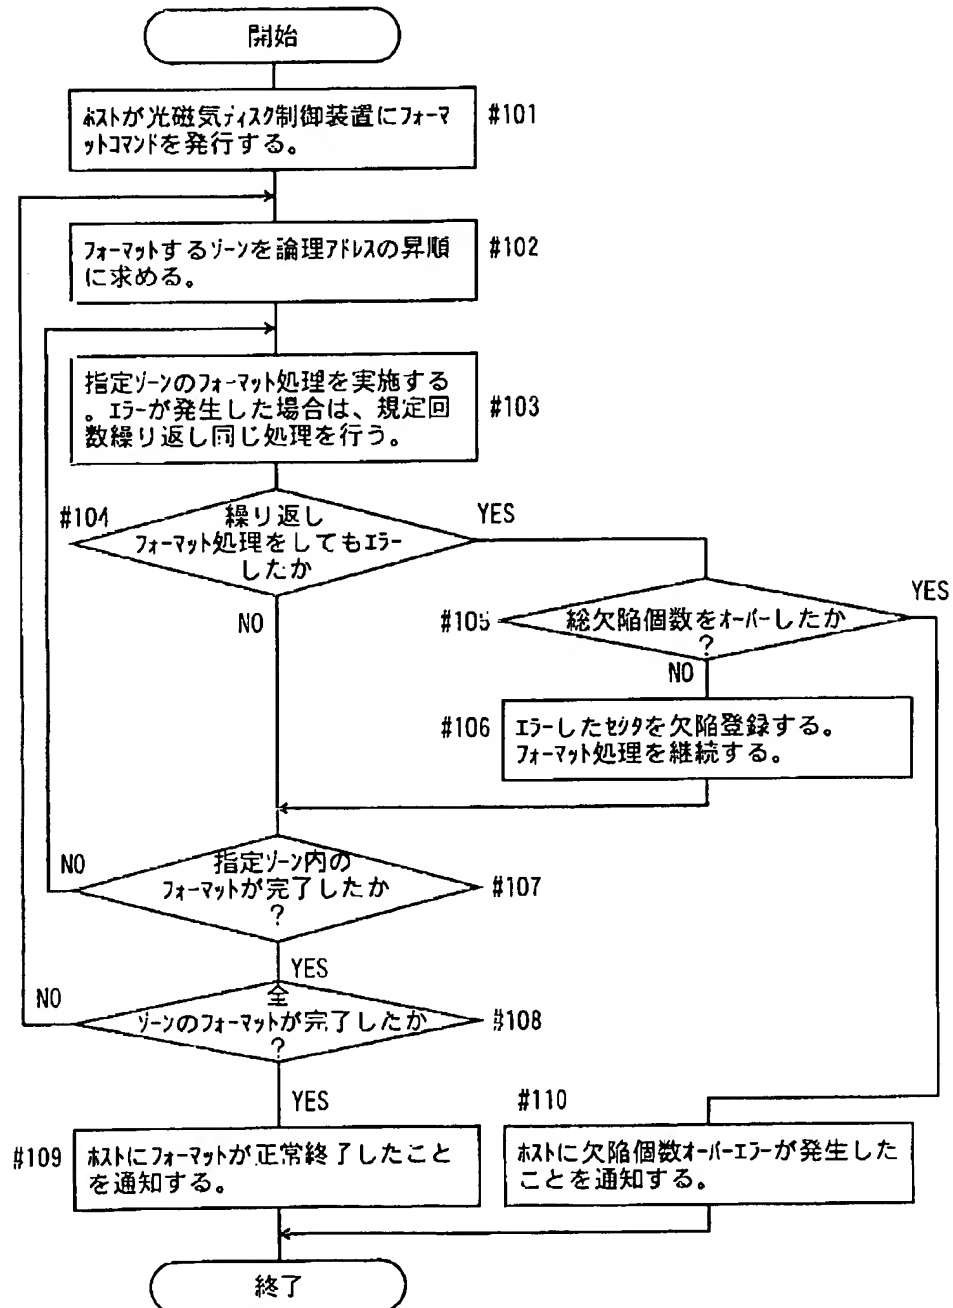 開始
ホストが光磁気ディスク制御装置にフォーマ
ットコマンドを発行する。
#101
フォーマットするゾーンを論理アドレスの昇順
に求める。
#102
指定ゾーンのフォーマット処理を実施する
。エラーが発生した場合は、規定回
数繰り返し同じ処理を行う。
#103
#104
繰り返し
フォーマット処理をしてもエラー
したか
YES
NO
#105
総欠陥個数をオーバーしたか
?
YES
NO
#106
エラーしたセクタを欠陥登録する。
フォーマット処理を継続する。
指定ゾーン内の
フォーマットが完了したか
?
NO
#107
YES
全
ゾーンのフォーマットが完了したか
?
NO
#108
YES
#109
ホストにフォーマットが正常終了したこと
を通知する。
#110
ホストに欠陥個数オーバーエラーが発生した
ことを通知する。
終了